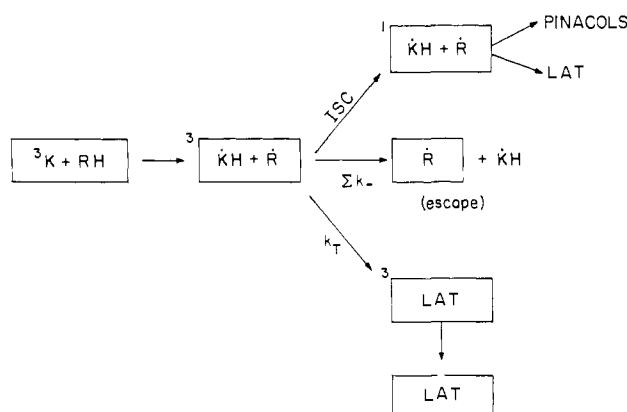 1
K̇H + Ṙ
PINACOLS
LAT
ISC
³K + RH
3
K̇H + Ṙ
Σk₋
Ṙ + K̇H
(escape)
k_T
3
LAT
LAT